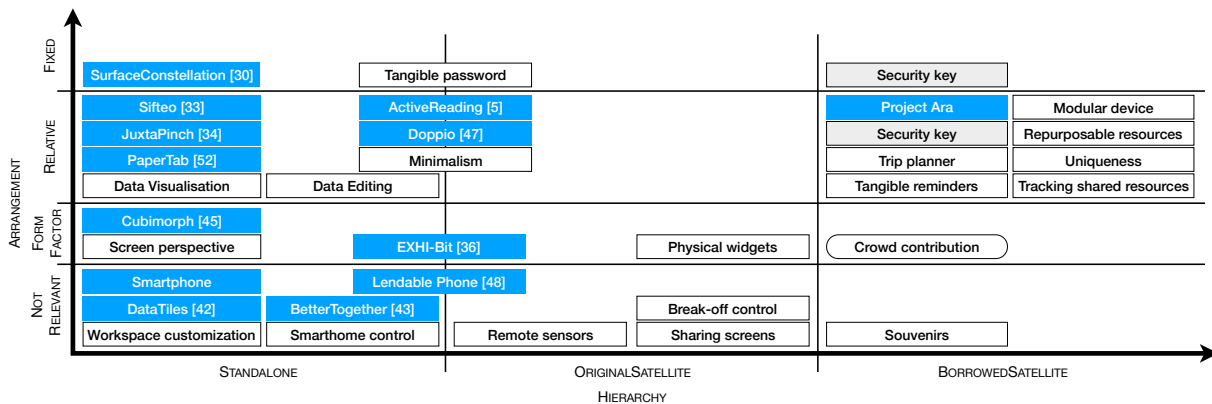 FIXED
SurfaceConstellation [30]
Tangible password
Security key
RELATIVE
Sifteo [33]
ActiveReading [5]
Project Ara
Modular device
JuxtaPinch [34]
Doppio [47]
Security key
Repurposable resources
PaperTab [52]
Minimalism
Trip planner
Uniqueness
Data Visualisation
Data Editing
Tangible reminders
Tracking shared resources
ARRANGEMENT
FORM
FACTOR
Cubimorph [45]
Screen perspective
EXHI-Bit [36]
Physical widgets
Crowd contribution
NOT
RELEVANT
Smartphone
Lendable Phone [48]
DataTiles [42]
BetterTogether [43]
Break-off control
Workspace customization
Smarthome control
Remote sensors
Sharing screens
Souvenirs
STANDALONE
ORIGINALSATELLITE
BORROWEDSATELLITE
HIERARCHY